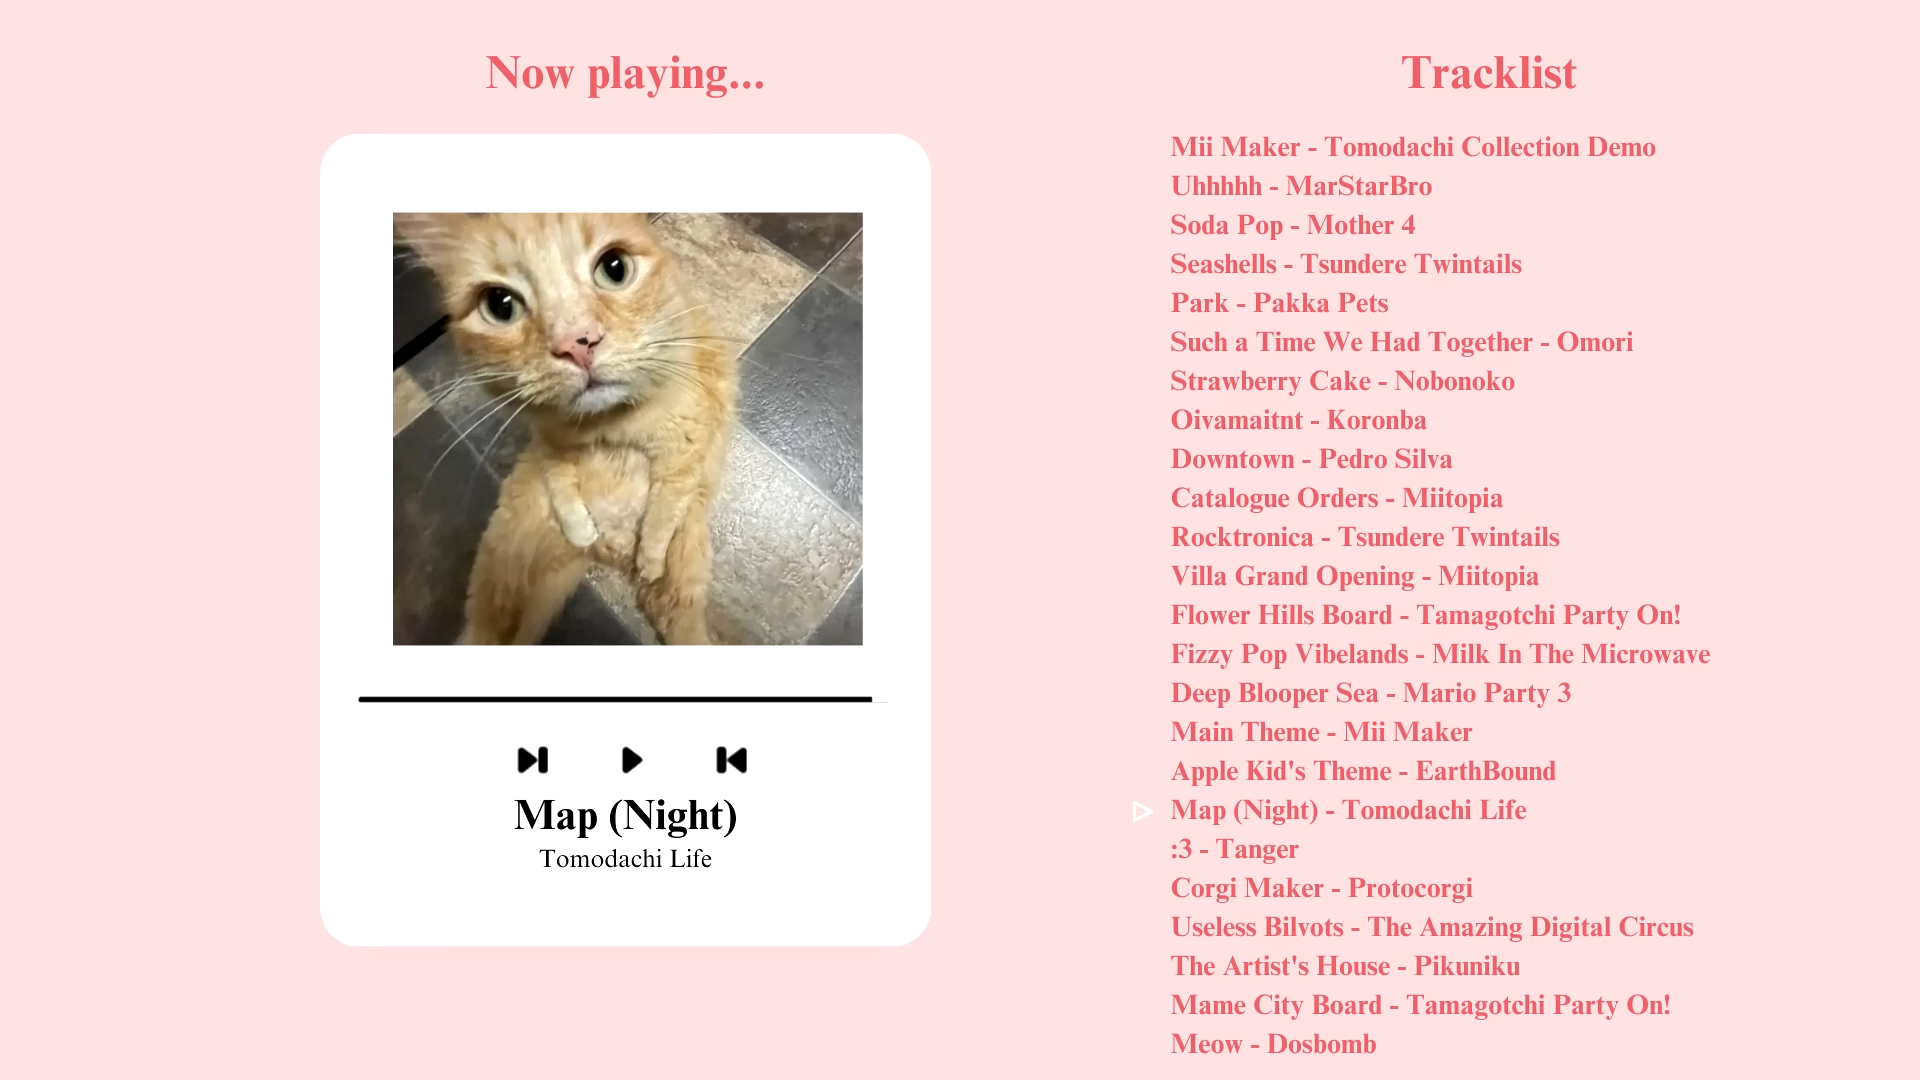 Now playing...
Map (Night)
Tomodachi Life
Tracklist
Mii Maker - Tomodachi Collection Demo
Uhhhhh - MarStarBro
Soda Pop - Mother 4
Seashells - Tsundere Twintails
Park - Pakka Pets
Such a Time We Had Together - Omori
Strawberry Cake - Nobonoko
Oivamaitnt - Koronba
Downtown - Pedro Silva
Catalogue Orders - Miitopia
Rocktronica - Tsundere Twintails
Villa Grand Opening - Miitopia
Flower Hills Board - Tamagotchi Party On!
Fizzy Pop Vibelands - Milk In The Microwave
Deep Blooper Sea - Mario Party 3
Main Theme - Mii Maker
Apple Kid's Theme - EarthBound
Map (Night) - Tomodachi Life
:3 - Tanger
Corgi Maker - Protocorgi
Useless Bilvots - The Amazing Digital Circus
The Artist's House - Pikuniku
Mame City Board - Tamagotchi Party On!
Meow - Dosbomb